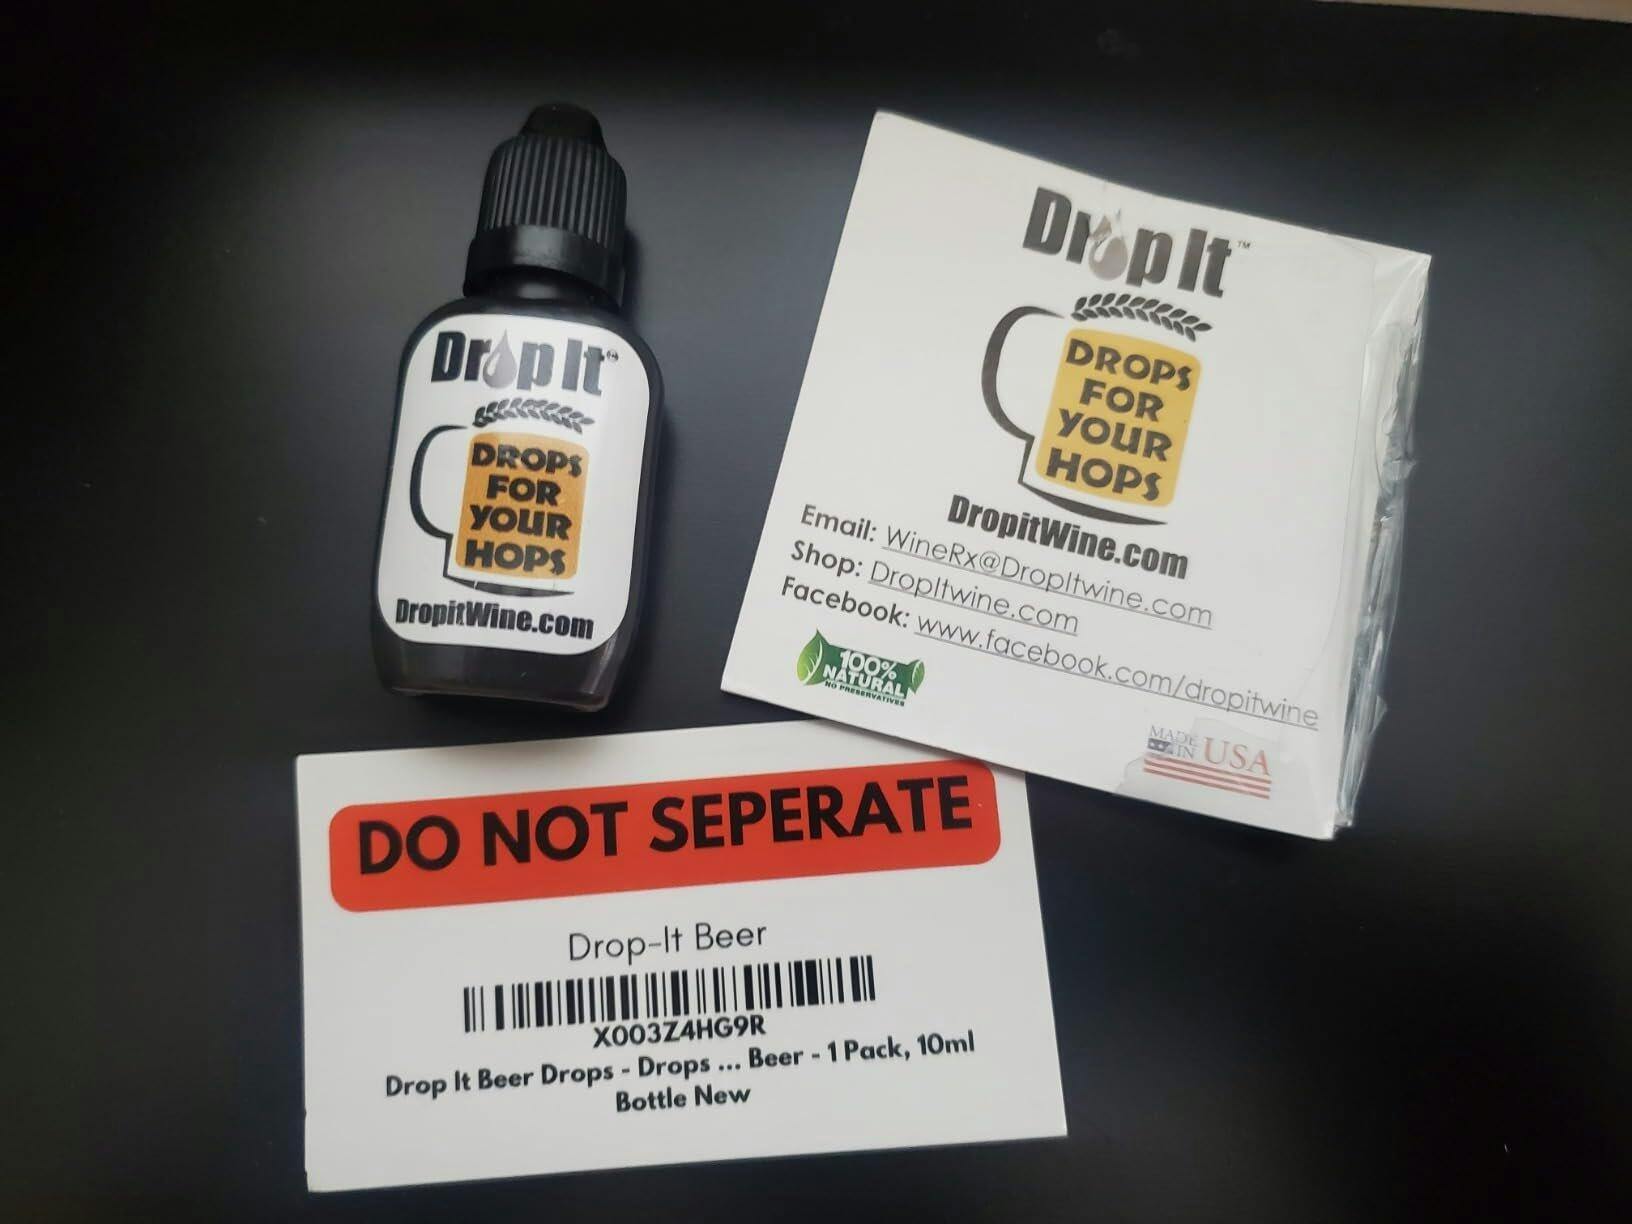 Drop It™
DROPS
FOR
YOUR
HOPS
DropitWine.com
Drop It™
DROPS
FOR
YOUR
HOPS
DropitWine.com
Email: WineRx@DropItwine.com
Shop: DropItwine.com
Facebook: www.facebook.com/dropitwine
100%
NATURAL
NO PRESERVATIVES
MADE
IN USA
DO NOT SEPERATE
Drop-It Beer
X003Z4HG9R
Drop It Beer Drops - Drops ... Beer - 1 Pack, 10ml
Bottle New